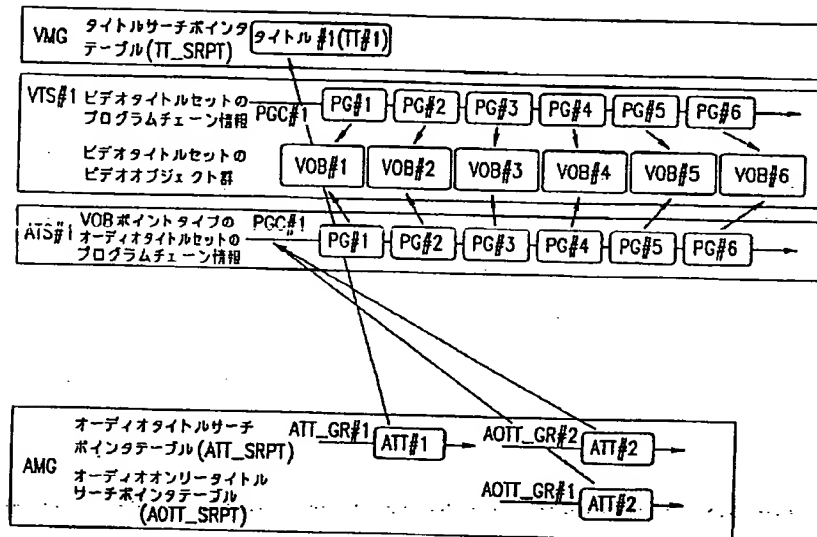 VMG
タイトルサーチポインタ
テーブル(TT_SRPT)
タイトル #1(TT#1)
VTS#1
ビデオタイトルセットの
プログラムチェーン情報
PGC#1
PG#1
PG#2
PG#3
PG#4
PG#5
PG#6
ビデオタイトルセットの
ビデオオブジェクト群
VOB#1
VOB#2
VOB#3
VOB#4
VOB#5
VOB#6
ATS#1
VOBポイントタイプの
オーディオタイトルセットの
プログラムチェーン情報
PGC#1
PG#1
PG#2
PG#3
PG#4
PG#5
PG#6
AMG
オーディオタイトルサーチ
ポインタテーブル(ATT_SRPT)
ATT_GR#1
ATT#1
AOTT_GR#2
ATT#2
オーディオオンリータイトル
サーチポインタテーブル
(AOTT_SRPT)
AOTT_GR#1
ATT#2